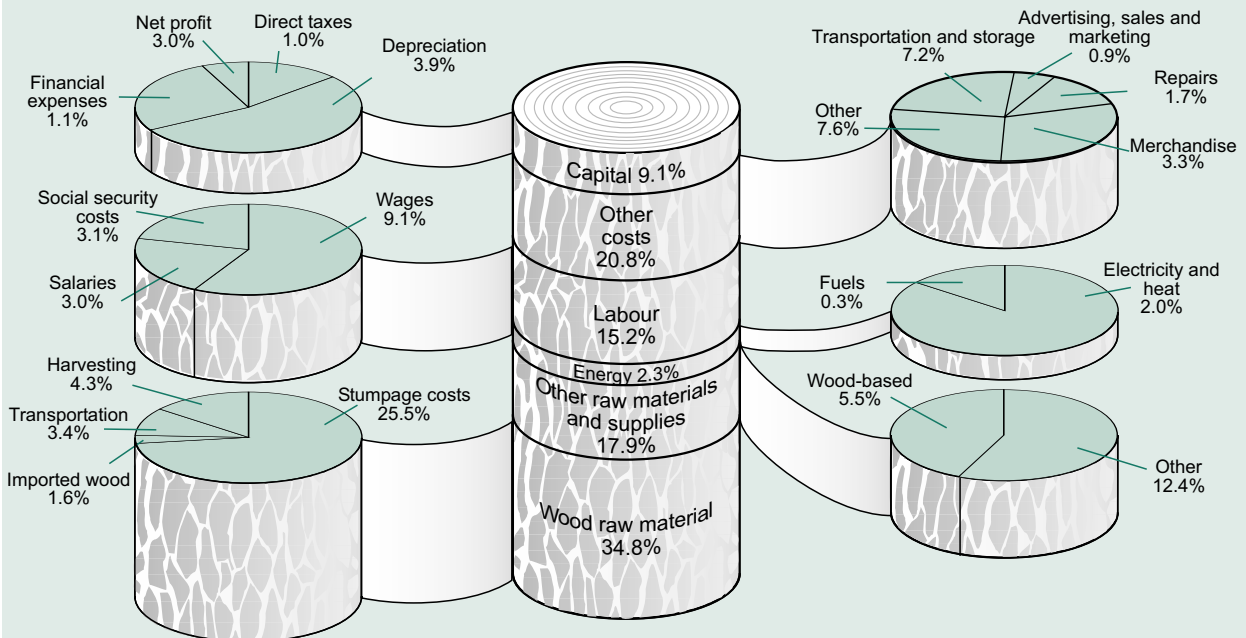 Net profit
3.0%
Direct taxes
1.0%
Depreciation
3.9%
Financial
expenses
1.1%
Social security
costs
3.1%
Wages
9.1%
Salaries
3.0%
Harvesting
4.3%
Stumpage costs
25.5%
Transportation
3.4%
Imported wood
1.6%
Capital 9.1%
Other
costs
20.8%
Labour
15.2%
Energy 2.3%
Other raw materials
and supplies
17.9%
Wood raw material
34.8%
Advertising, sales and
marketing
0.9%
Transportation and storage
7.2%
Repairs
1.7%
Other
7.6%
Merchandise
3.3%
Fuels
0.3%
Electricity and
heat
2.0%
Wood-based
5.5%
Other
12.4%